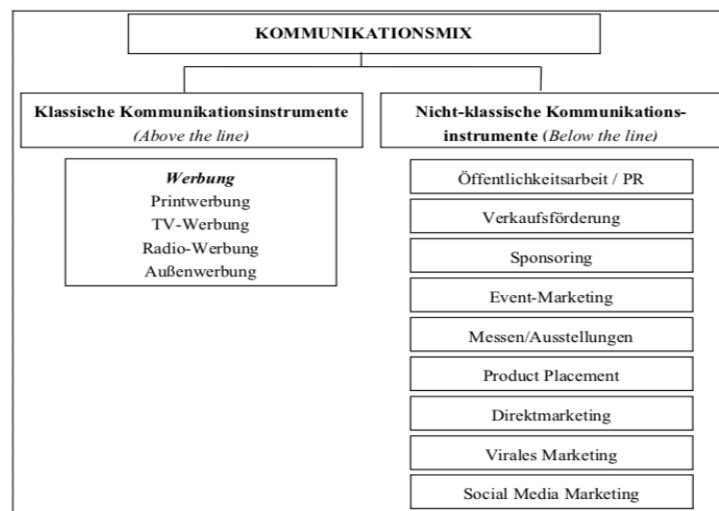 KOMMUNIKATIONSMIX
Klassische Kommunikationsinstrumente
(Above the line)
Werbung
Printwerbung
TV-Werbung
Radio-Werbung
Außenwerbung
Nicht-klassische Kommunikations-
instrumente (Below the line)
Öffentlichkeitsarbeit / PR
Verkaufsförderung
Sponsoring
Event-Marketing
Messen/Ausstellungen
Product Placement
Direktmarketing
Virales Marketing
Social Media Marketing